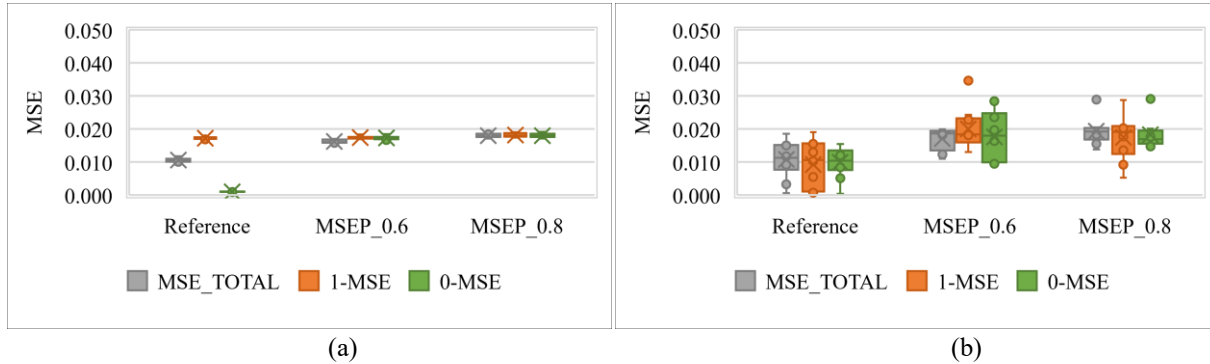 0.050
0.040
0.030
0.020
0.010
0.000
MSE
Reference MSEP_0.6 MSEP_0.8
MSE_TOTAL 1-MSE 0-MSE
(a)
0.050
0.040
0.030
0.020
0.010
0.000
MSE
Reference MSEP_0.6 MSEP_0.8
MSE_TOTAL 1-MSE 0-MSE
(b)